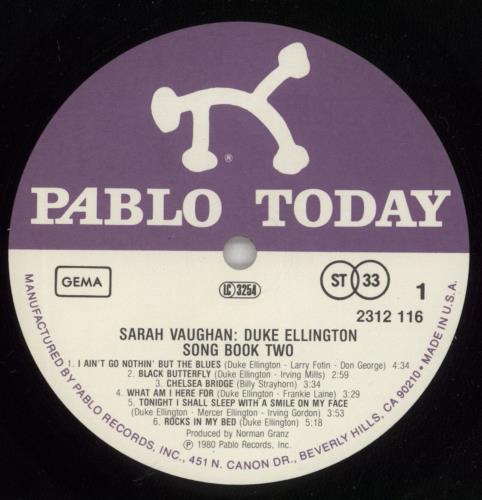 ®
PABLO TODAY
GEMA
LC 3254
ST 33
1
2312 116
SARAH VAUGHAN: DUKE ELLINGTON
SONG BOOK TWO
1. I AIN'T GO NOTHIN' BUT THE BLUES (Duke Ellington - Larry Fotin - Don George) 4:34
2. BLACK BUTTERFLY (Duke Ellington - Irving Mills) 2:59
3. CHELSEA BRIDGE (Billy Strayhorn) 3:34
4. WHAT AM I HERE FOR (Duke Ellington - Frankie Laine) 3:29
5. TONIGHT I SHALL SLEEP WITH A SMILE ON MY FACE
(Duke Ellington - Mercer Ellington - Irving Gordon) 3:53
6. ROCKS IN MY BED (Duke Ellington) 5:18
Produced by Norman Granz
℗ 1980 Pablo Records, Inc.
MANUFACTURED BY PABLO RECORDS, INC., 451 N. CANON DR., BEVERLY HILLS, CA 90210 • MADE IN U.S.A.